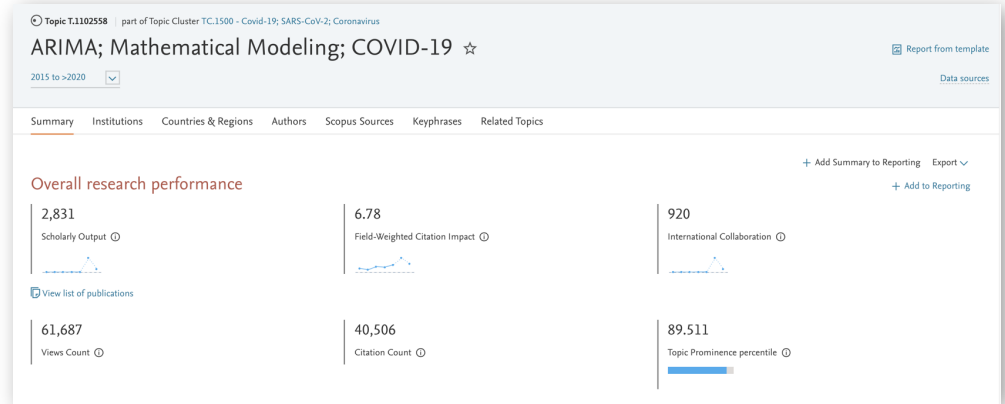 Topic T.1102558 | part of Topic Cluster TC.1500 - Covid-19; SARS-CoV-2; Coronavirus
ARIMA; Mathematical Modeling; COVID-19
Report from template
2015 to >2020
Data sources
Summary Institutions Countries & Regions Authors Scopus Sources Keyphrases Related Topics
+ Add Summary to Reporting Export
Overall research performance
+ Add to Reporting
2,831 6.78 920
Scholarly Output Field-Weighted Citation Impact International Collaboration
View list of publications
61,687 40,506 89.511
Views Count Citation Count Topic Prominence percentile